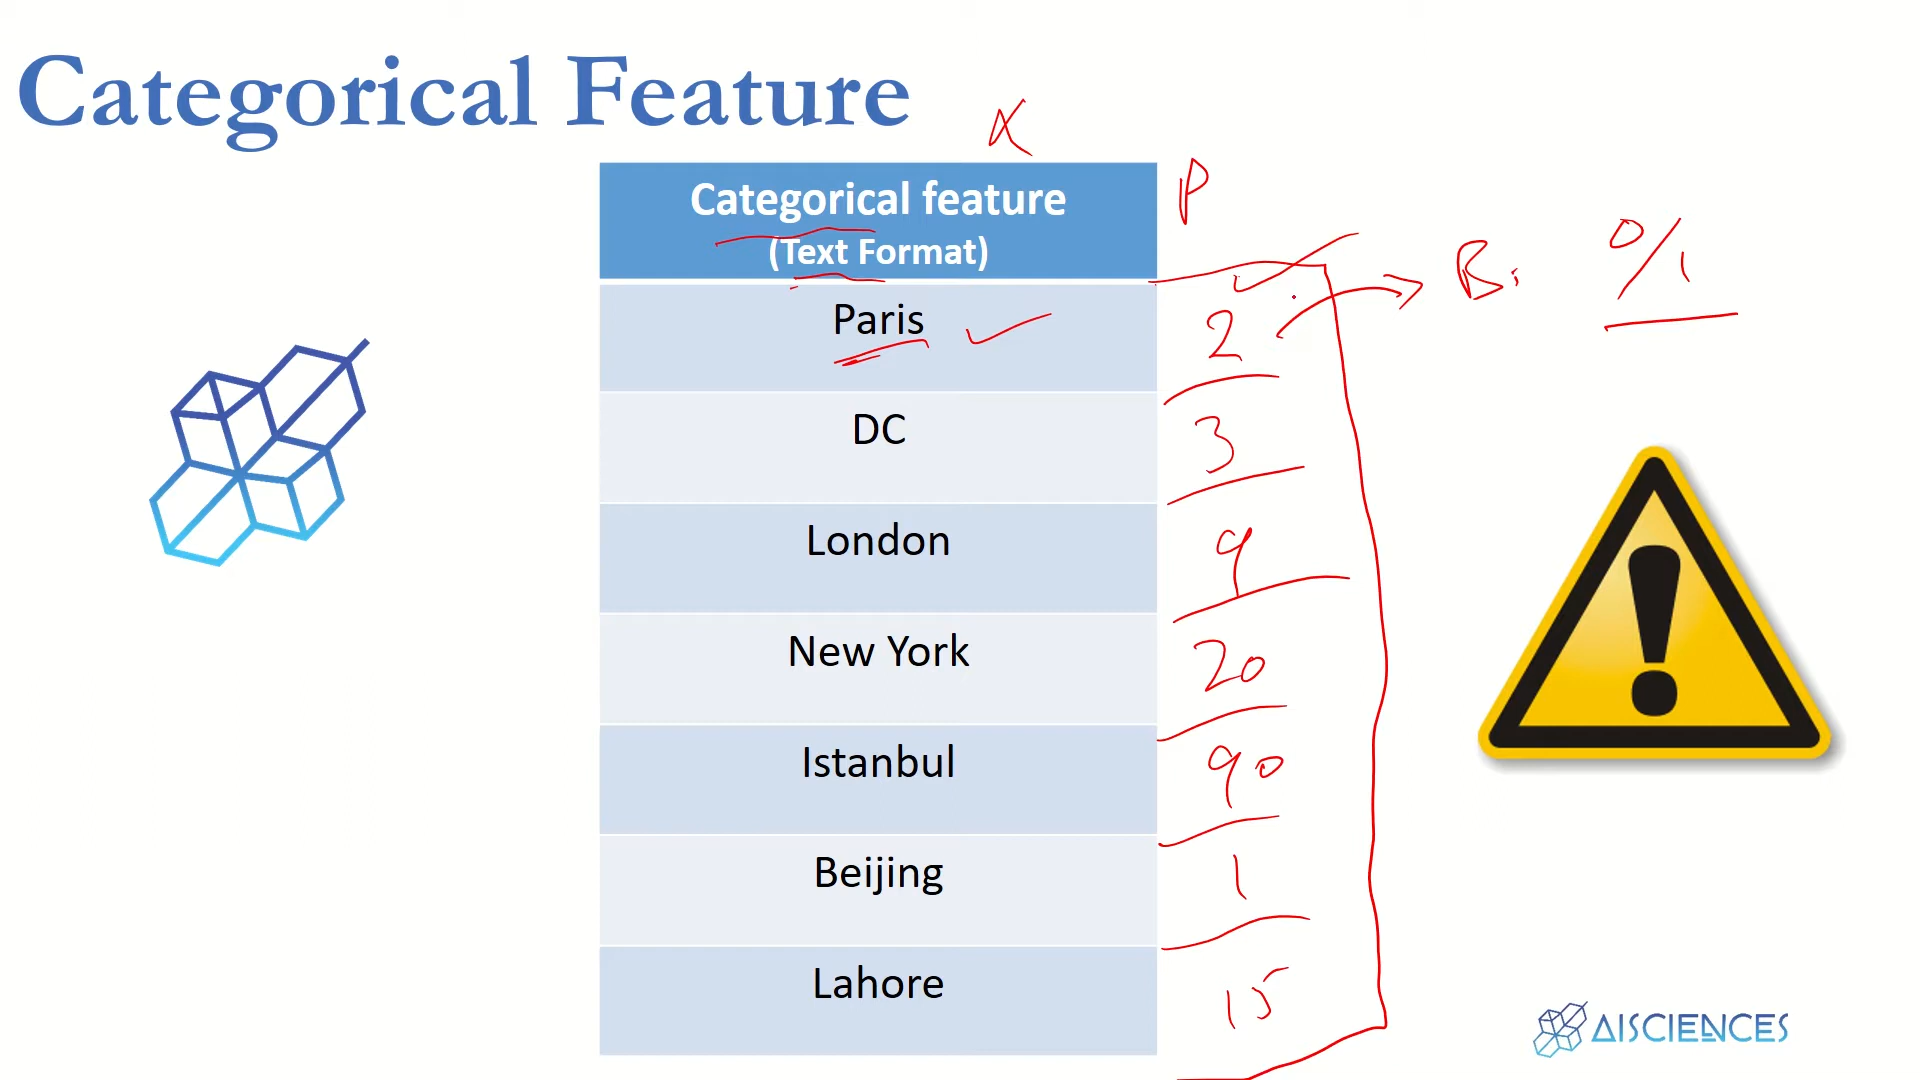 Categorical Feature
X
P
Categorical feature
(Text Format)
B: 0/1
Paris 2
DC 3
London 9
New York 20
Istanbul 90
Beijing 1
Lahore 15
AISCIENCES